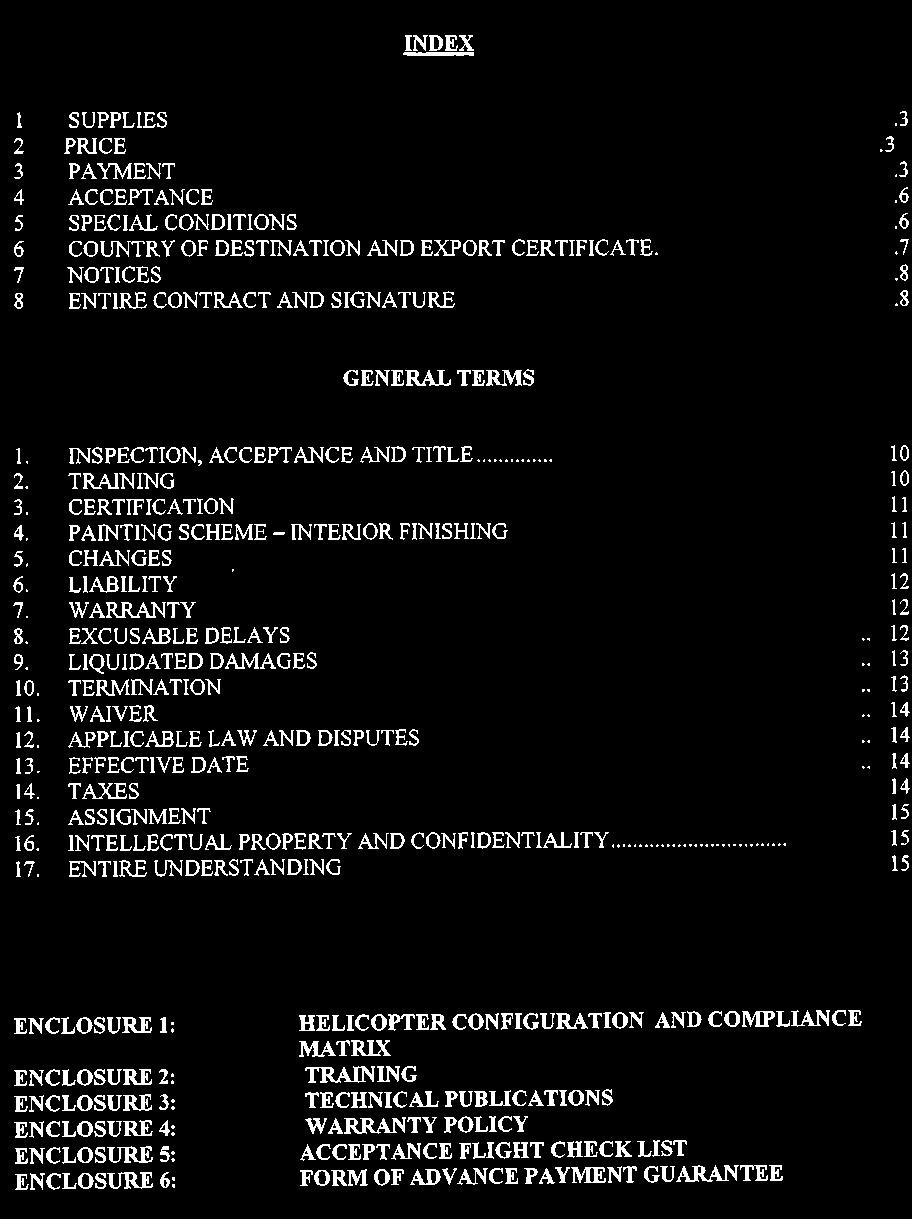 INDEX
1 SUPPLIES .3
2 PRICE .3
3 PAYMENT .3
4 ACCEPTANCE .6
5 SPECIAL CONDITIONS .6
6 COUNTRY OF DESTINATION AND EXPORT CERTIFICATE. .7
7 NOTICES .8
8 ENTIRE CONTRACT AND SIGNATURE .8
GENERAL TERMS
1. INSPECTION, ACCEPTANCE AND TITLE.............. 10
2. TRAINING 10
3. CERTIFICATION 11
4. PAINTING SCHEME – INTERIOR FINISHING 11
5. CHANGES 11
6. LIABILITY 12
7. WARRANTY 12
8. EXCUSABLE DELAYS .. 12
9. LIQUIDATED DAMAGES .. 13
10. TERMINATION .. 13
11. WAIVER .. 14
12. APPLICABLE LAW AND DISPUTES .. 14
13. EFFECTIVE DATE .. 14
14. TAXES 14
15. ASSIGNMENT 15
16. INTELLECTUAL PROPERTY AND CONFIDENTIALITY................................ 15
17. ENTIRE UNDERSTANDING 15
ENCLOSURE 1: HELICOPTER CONFIGURATION AND COMPLIANCE
MATRIX
ENCLOSURE 2: TRAINING
ENCLOSURE 3: TECHNICAL PUBLICATIONS
ENCLOSURE 4: WARRANTY POLICY
ENCLOSURE 5: ACCEPTANCE FLIGHT CHECK LIST
ENCLOSURE 6: FORM OF ADVANCE PAYMENT GUARANTEE